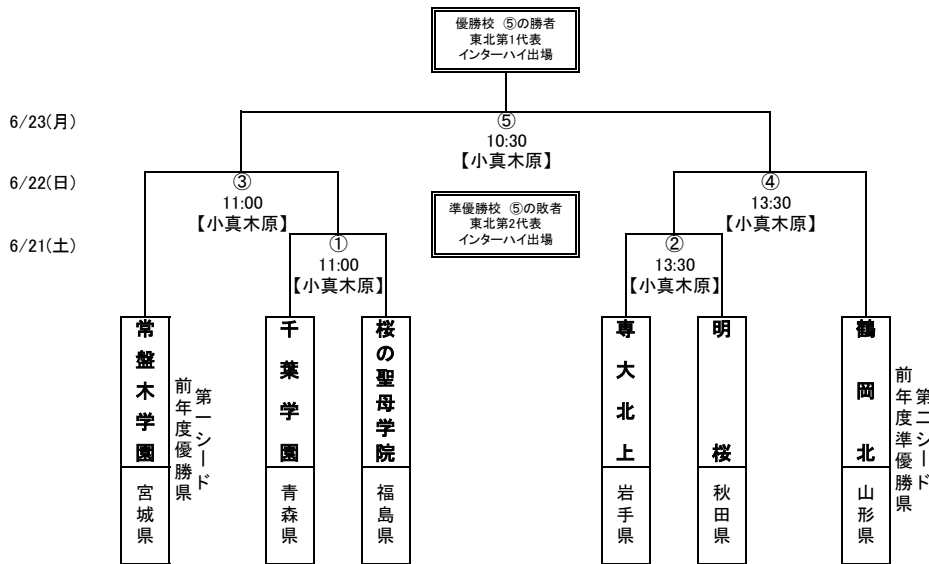 優勝校 ⑤の勝者
東北第1代表
インターハイ出場
6/23(月)
⑤
10:30
【小真木原】
6/22(日)
③
11:00
【小真木原】
④
13:30
【小真木原】
準優勝校 ⑤の敗者
東北第2代表
インターハイ出場
6/21(土)
①
11:00
【小真木原】
②
13:30
【小真木原】
常盤木学園
宮城県
第一シード
前年度優勝県
千葉学園
青森県
桜の聖母学院
福島県
専大北上
岩手県
明桜
秋田県
鶴岡北
山形県
第二シード
前年度準優勝県